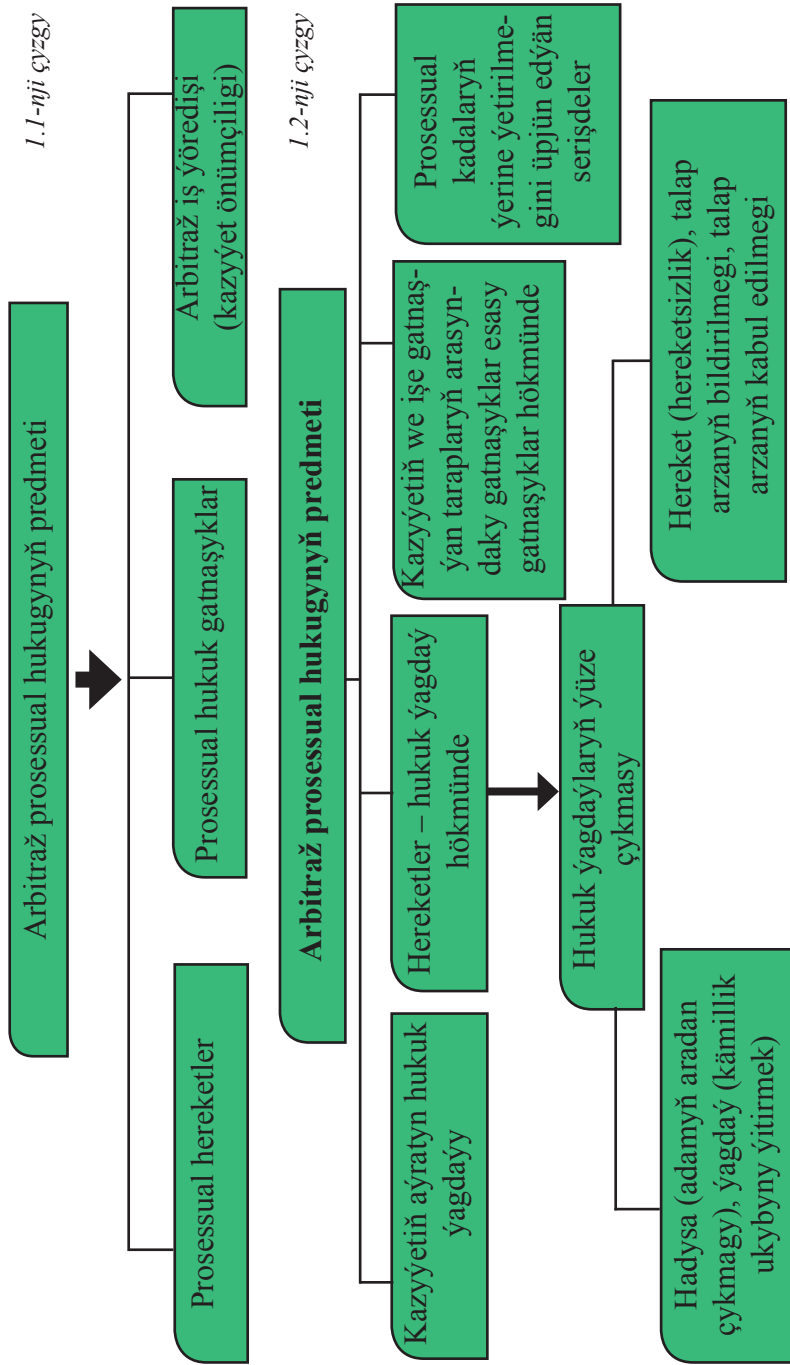 1.1-nji çyzgy
Arbitraž prosessual hukugynyň predmeti
Prosessual hereketler
Prosessual hukuk gatnaşyklar
Arbitraž iş ýöredişi
(kazyýet önümçiligi)
1.2-nji çyzgy
Arbitraž prosessual hukugynyň predmeti
Kazyýetiň aýratyn hukuk
ýagdaýy
Hereketler – hukuk ýagdaý
hökmünde
Kazyýetiň we işe gatnaş-
ýan taraplaryň arasyn-
daky gatnaşyklar esasy
gatnaşyklar hökmünde
Prosessual
kadalaryň
ýerine ýetirilme-
gini üpjün edýän
serişdeler
Hukuk ýagdaýlaryň ýüze
çykmasy
Hadysa (adamyň aradan
çykmagy), ýagdaý (kämillik
ukybyny ýitirmek)
Hereket (hereketsizlik), talap
arzanyň bildirilmegi, talap
arzanyň kabul edilmegi